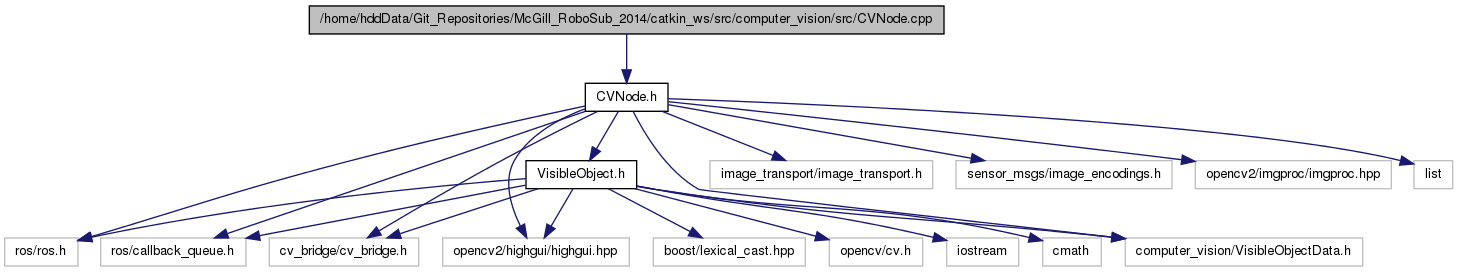 /home/hddData/Git_Repositories/McGill_RoboSub_2014/catkin_ws/src/computer_vision/src/CVNode.cpp
CVNode.h
VisibleObject.h
image_transport/image_transport.h
sensor_msgs/image_encodings.h
opencv2/imgproc/imgproc.hpp
list
ros/ros.h
ros/callback_queue.h
cv_bridge/cv_bridge.h
opencv2/highgui/highgui.hpp
boost/lexical_cast.hpp
opencv/cv.h
iostream
cmath
computer_vision/VisibleObjectData.h